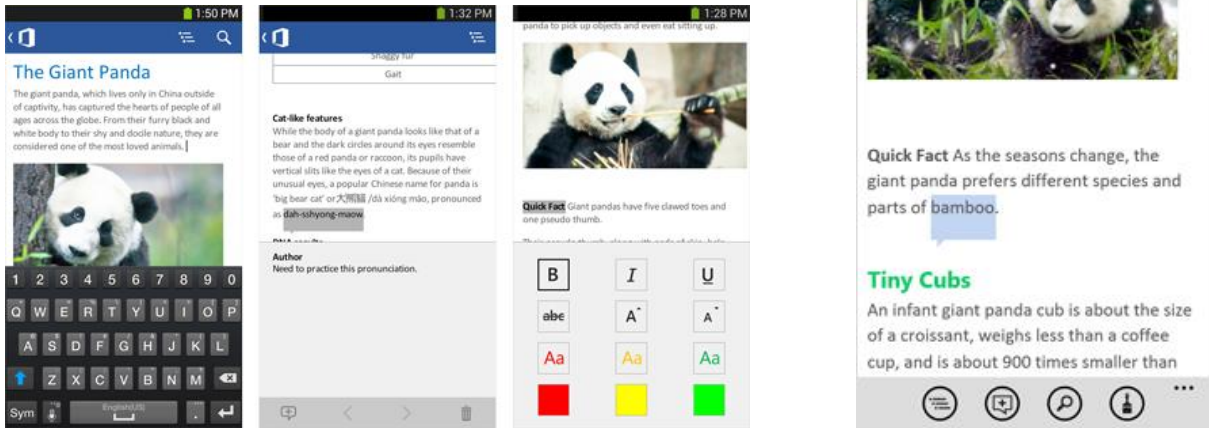 1:50 PM
The Giant Panda
The giant panda, which lives only in China outside
of captivity, has captured the hearts of people of all
ages across the globe. From their furry black and
white body to their shy and docile nature, they are
considered one of the most loved animals.
1 2 3 4 5 6 7 8 9 0
Q W E R T Y U I O P
A S D F G H J K L
Z X C V B N M
Sym English(US) .
1:32 PM
Shaggy fur
Gait
Cat-like features
While the body of a giant panda looks like that of a
bear and the dark circles around its eyes resemble
those of a red panda or raccoon, its pupils have
vertical slits like the eyes of a cat. Because of their
unusual eyes, a popular Chinese name for panda is
'big bear cat' or大熊貓 /dà xióng māo, pronounced
as dah-sshyong-maow.
DNA results
Author
Need to practice this pronunciation.
1:28 PM
panda to pick up objects and even eat sitting up.
Quick Fact Giant pandas have five clawed toes and
one pseudo thumb.
B I U
abc A A
Aa Aa Aa
Quick Fact As the seasons change, the
giant panda prefers different species and
parts of bamboo.
Tiny Cubs
An infant giant panda cub is about the size
of a croissant, weighs less than a coffee
cup, and is about 900 times smaller than